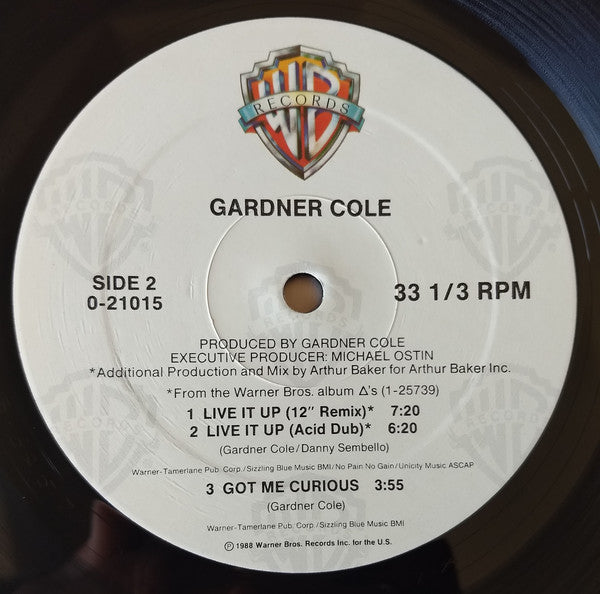 WB
RECORDS
GARDNER COLE
SIDE 2
0-21015
33 1/3 RPM
PRODUCED BY GARDNER COLE
EXECUTIVE PRODUCER: MICHAEL OSTIN
*Additional Production and Mix by Arthur Baker for Arthur Baker Inc.
*From the Warner Bros. album Δ's (1-25739)
1 LIVE IT UP (12" Remix)* 7:20
2 LIVE IT UP (Acid Dub)* 6:20
(Gardner Cole/Danny Sembello)
Warner-Tamerlane Pub. Corp./Sizzling Blue Music BMI/No Pain No Gain/Unicity Music ASCAP
3 GOT ME CURIOUS 3:55
(Gardner Cole)
Warner-Tamerlane Pub. Corp./Sizzling Blue Music BMI
℗ 1988 Warner Bros. Records Inc. for the U.S.